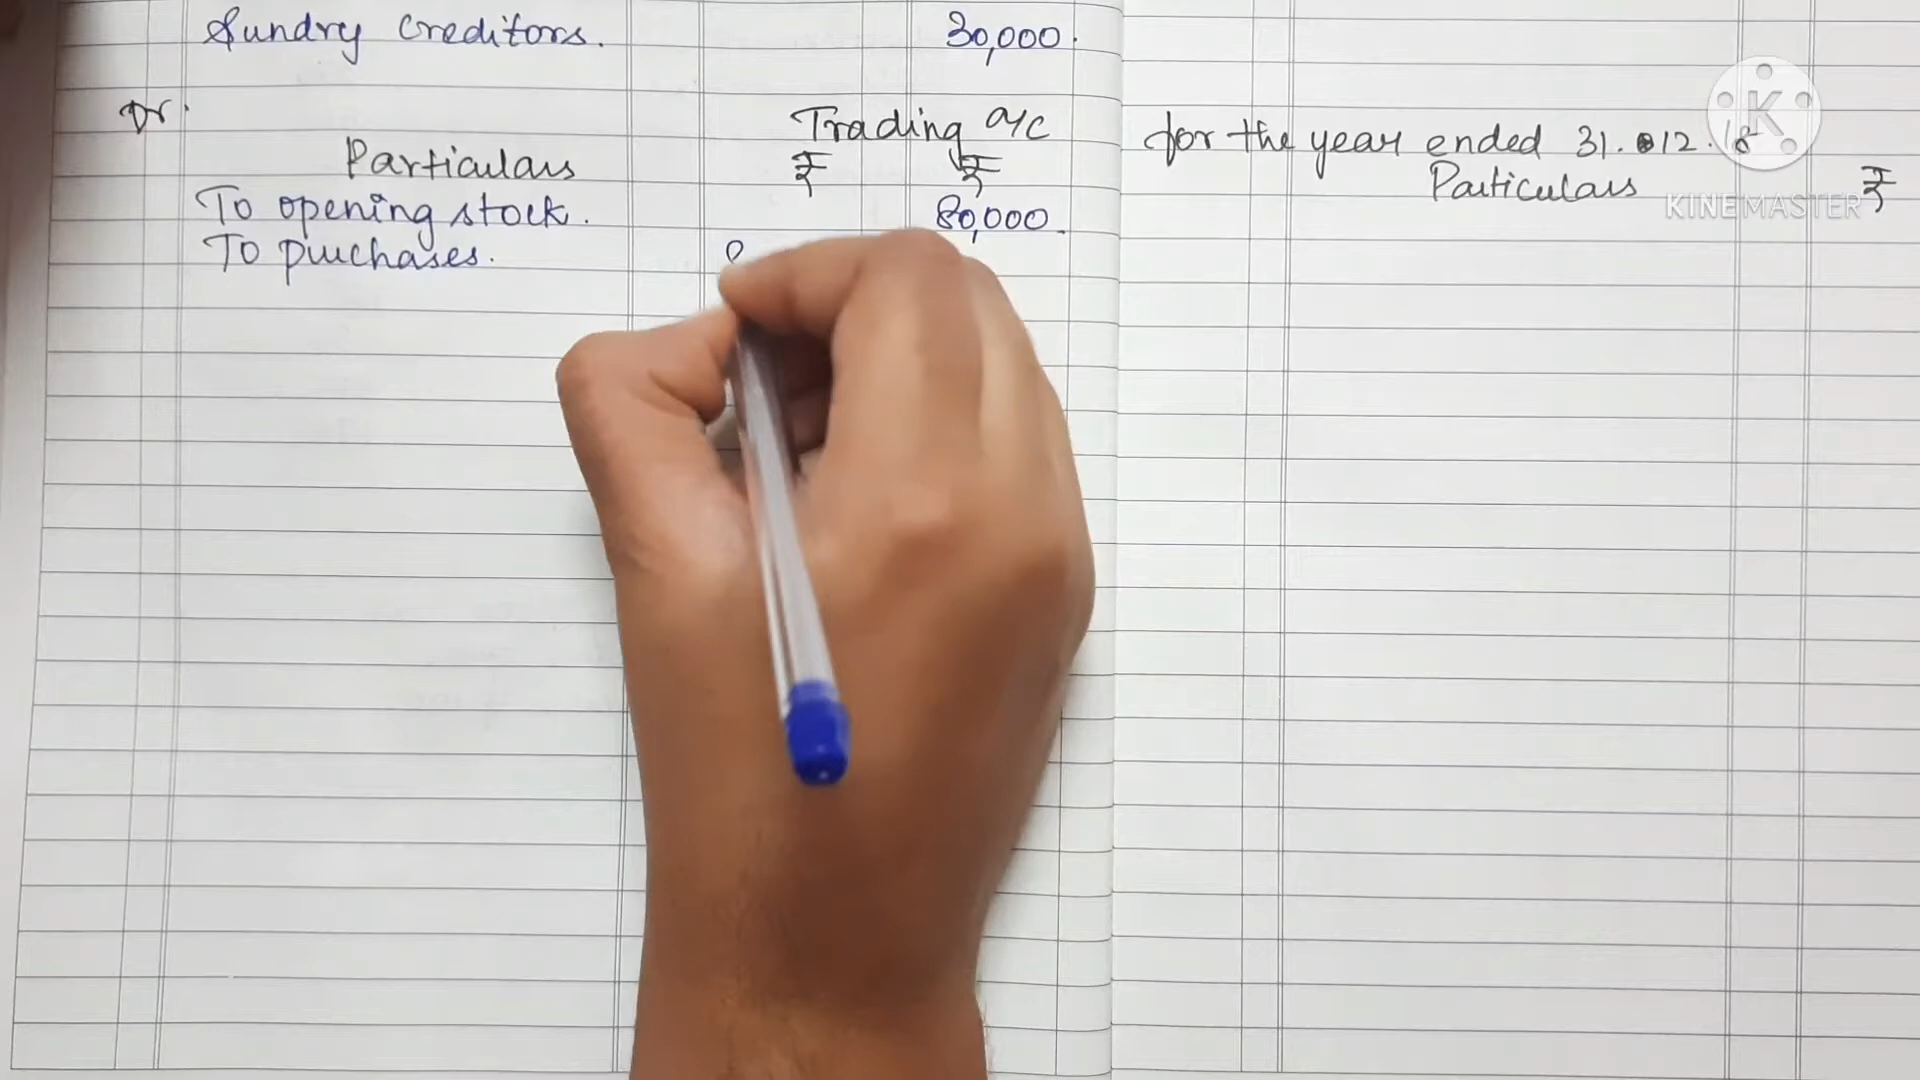 Sundry Creditors. 30,000.
Dr. Trading a/c for the year ended 31.12.18
Particulars ₹ ₹ Particulars ₹
To opening stock. 80,000.
To purchases.
K
KINEMASTER